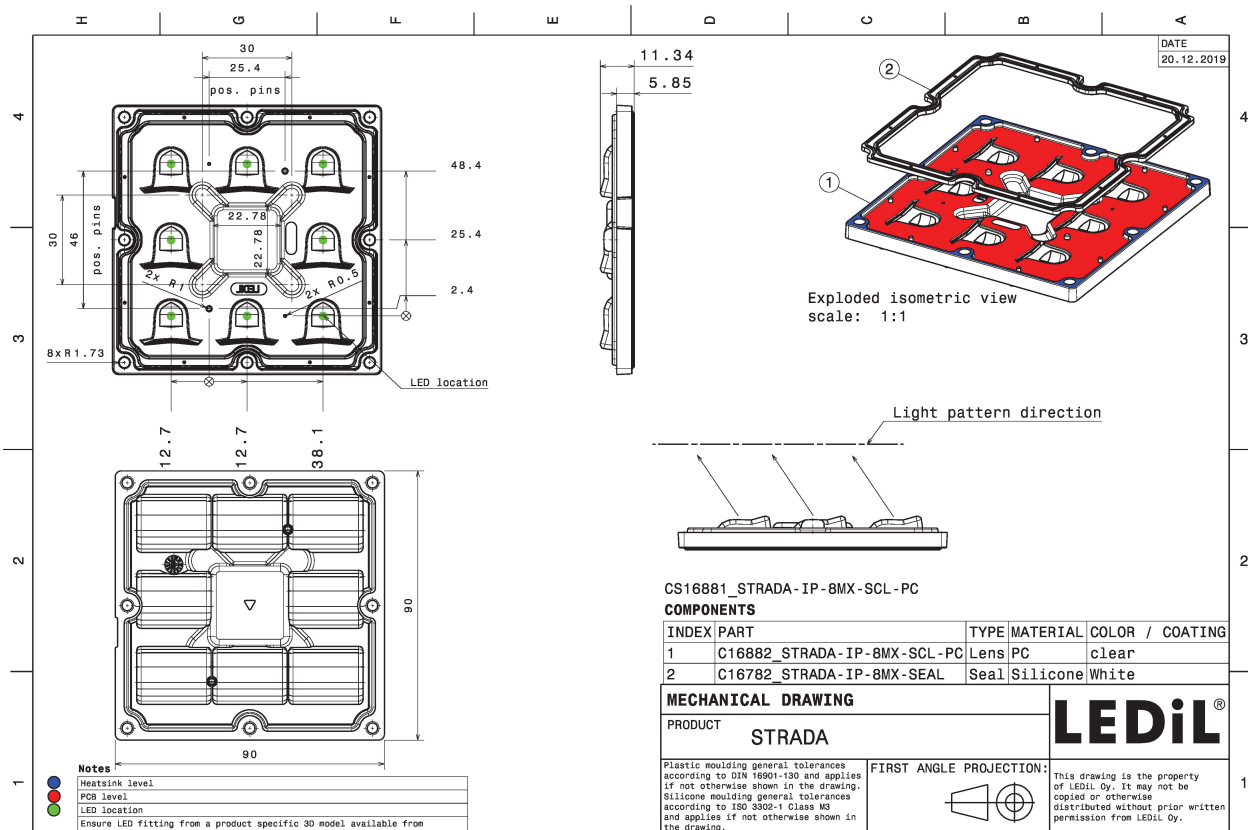 H G F E D C B A
DATE
20.12.2019
4
4
3
3
2
2
1
1
30
25.4
pos. pins
48.4
25.4
2.4
30
46
pos. pins
22.78
22.78
2x R1
2x R0.5
8xR1.73
LED location
12.7
12.7
38.1
LEDiL
11.34
5.85
2
1
Exploded isometric view
scale: 1:1
Light pattern direction
90
90
CS16881_STRADA-IP-8MX-SCL-PC
COMPONENTS
INDEX PART TYPE MATERIAL COLOR / COATING
1 C16882_STRADA-IP-8MX-SCL-PC Lens PC clear
2 C16782_STRADA-IP-8MX-SEAL Seal Silicone White
MECHANICAL DRAWING
PRODUCT
STRADA
LEDiL®
Plastic moulding general tolerances
according to DIN 16901-130 and applies
if not otherwise shown in the drawing.
Silicone moulding general tolerances
according to ISO 3302-1 Class M3
and applies if not otherwise shown in
the drawing.
FIRST ANGLE PROJECTION:
This drawing is the property
of LEDiL Oy. It may not be
copied or otherwise
distributed without prior written
permission from LEDiL Oy.
Notes
Heatsink level
PCB level
LED location
Ensure LED fitting from a product specific 3D model available from